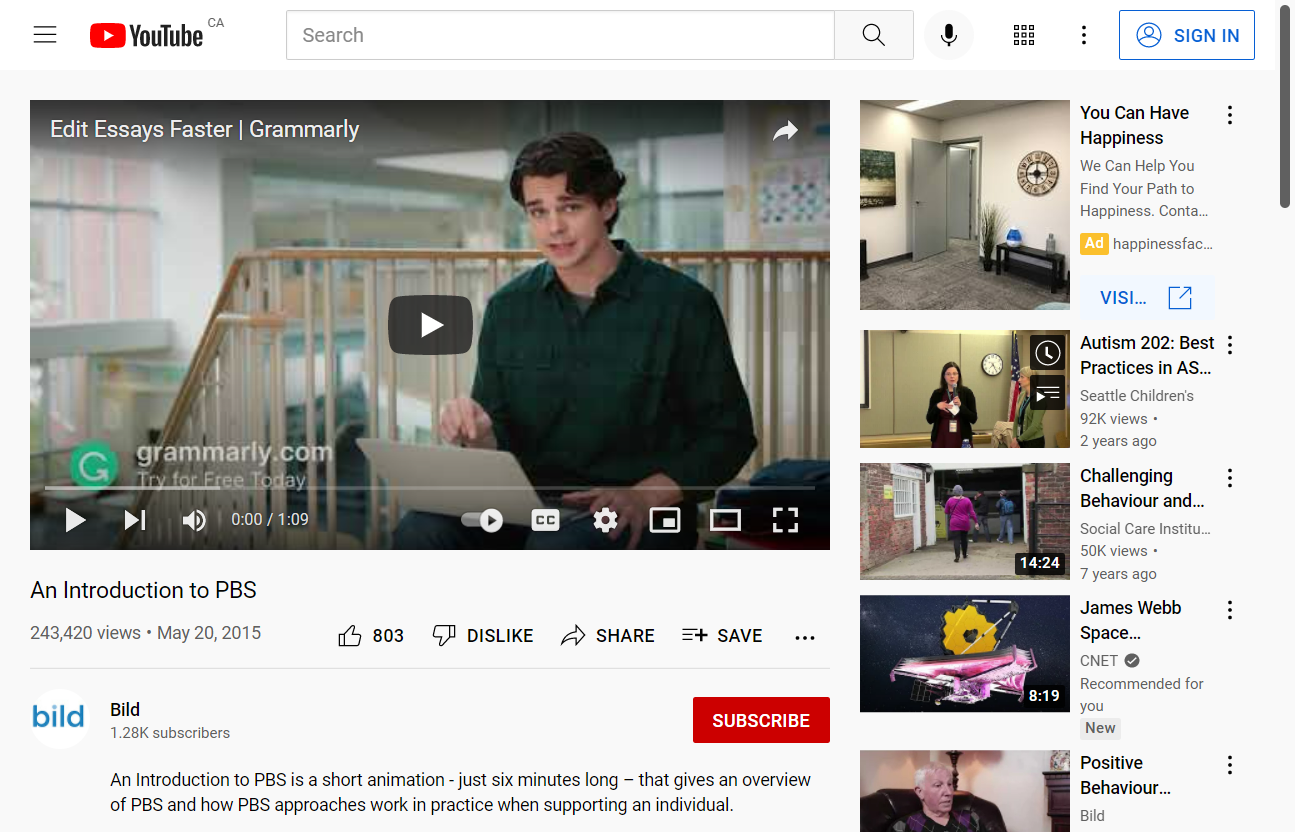 YouTube CA
Search
SIGN IN
Edit Essays Faster | Grammarly
grammarly.com
Try for Free Today
0:00 / 1:09
CC
An Introduction to PBS
243,420 views • May 20, 2015
803
DISLIKE
SHARE
SAVE
bild
Bild
1.28K subscribers
SUBSCRIBE
An Introduction to PBS is a short animation - just six minutes long – that gives an overview
of PBS and how PBS approaches work in practice when supporting an individual.
You Can Have
Happiness
We Can Help You
Find Your Path to
Happiness. Conta...
Ad happinessfac...
VISI...
Autism 202: Best
Practices in AS...
Seattle Children's
92K views •
2 years ago
14:24
Challenging
Behaviour and...
Social Care Institu...
50K views •
7 years ago
8:19
James Webb
Space...
CNET
Recommended for
you
New
Positive
Behaviour...
Bild